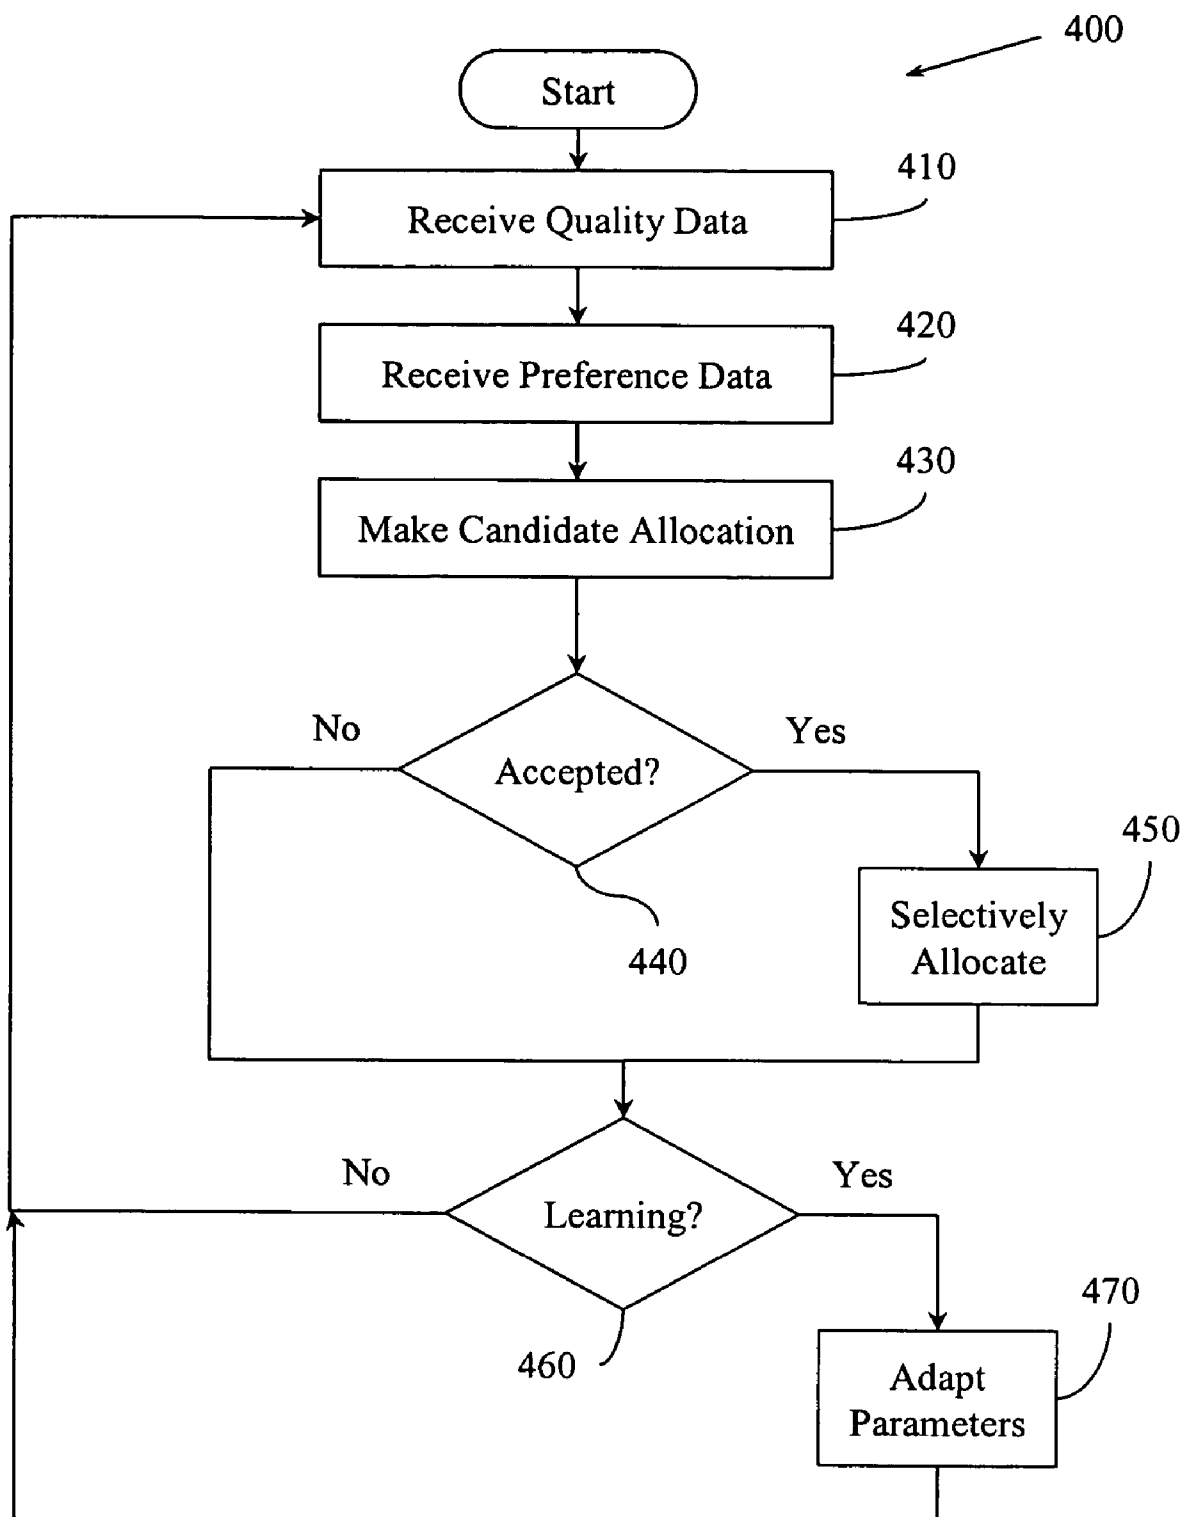 400
Start
410
Receive Quality Data
420
Receive Preference Data
430
Make Candidate Allocation
No
Yes
Accepted?
450
Selectively
Allocate
440
No
Yes
Learning?
470
460
Adapt
Parameters